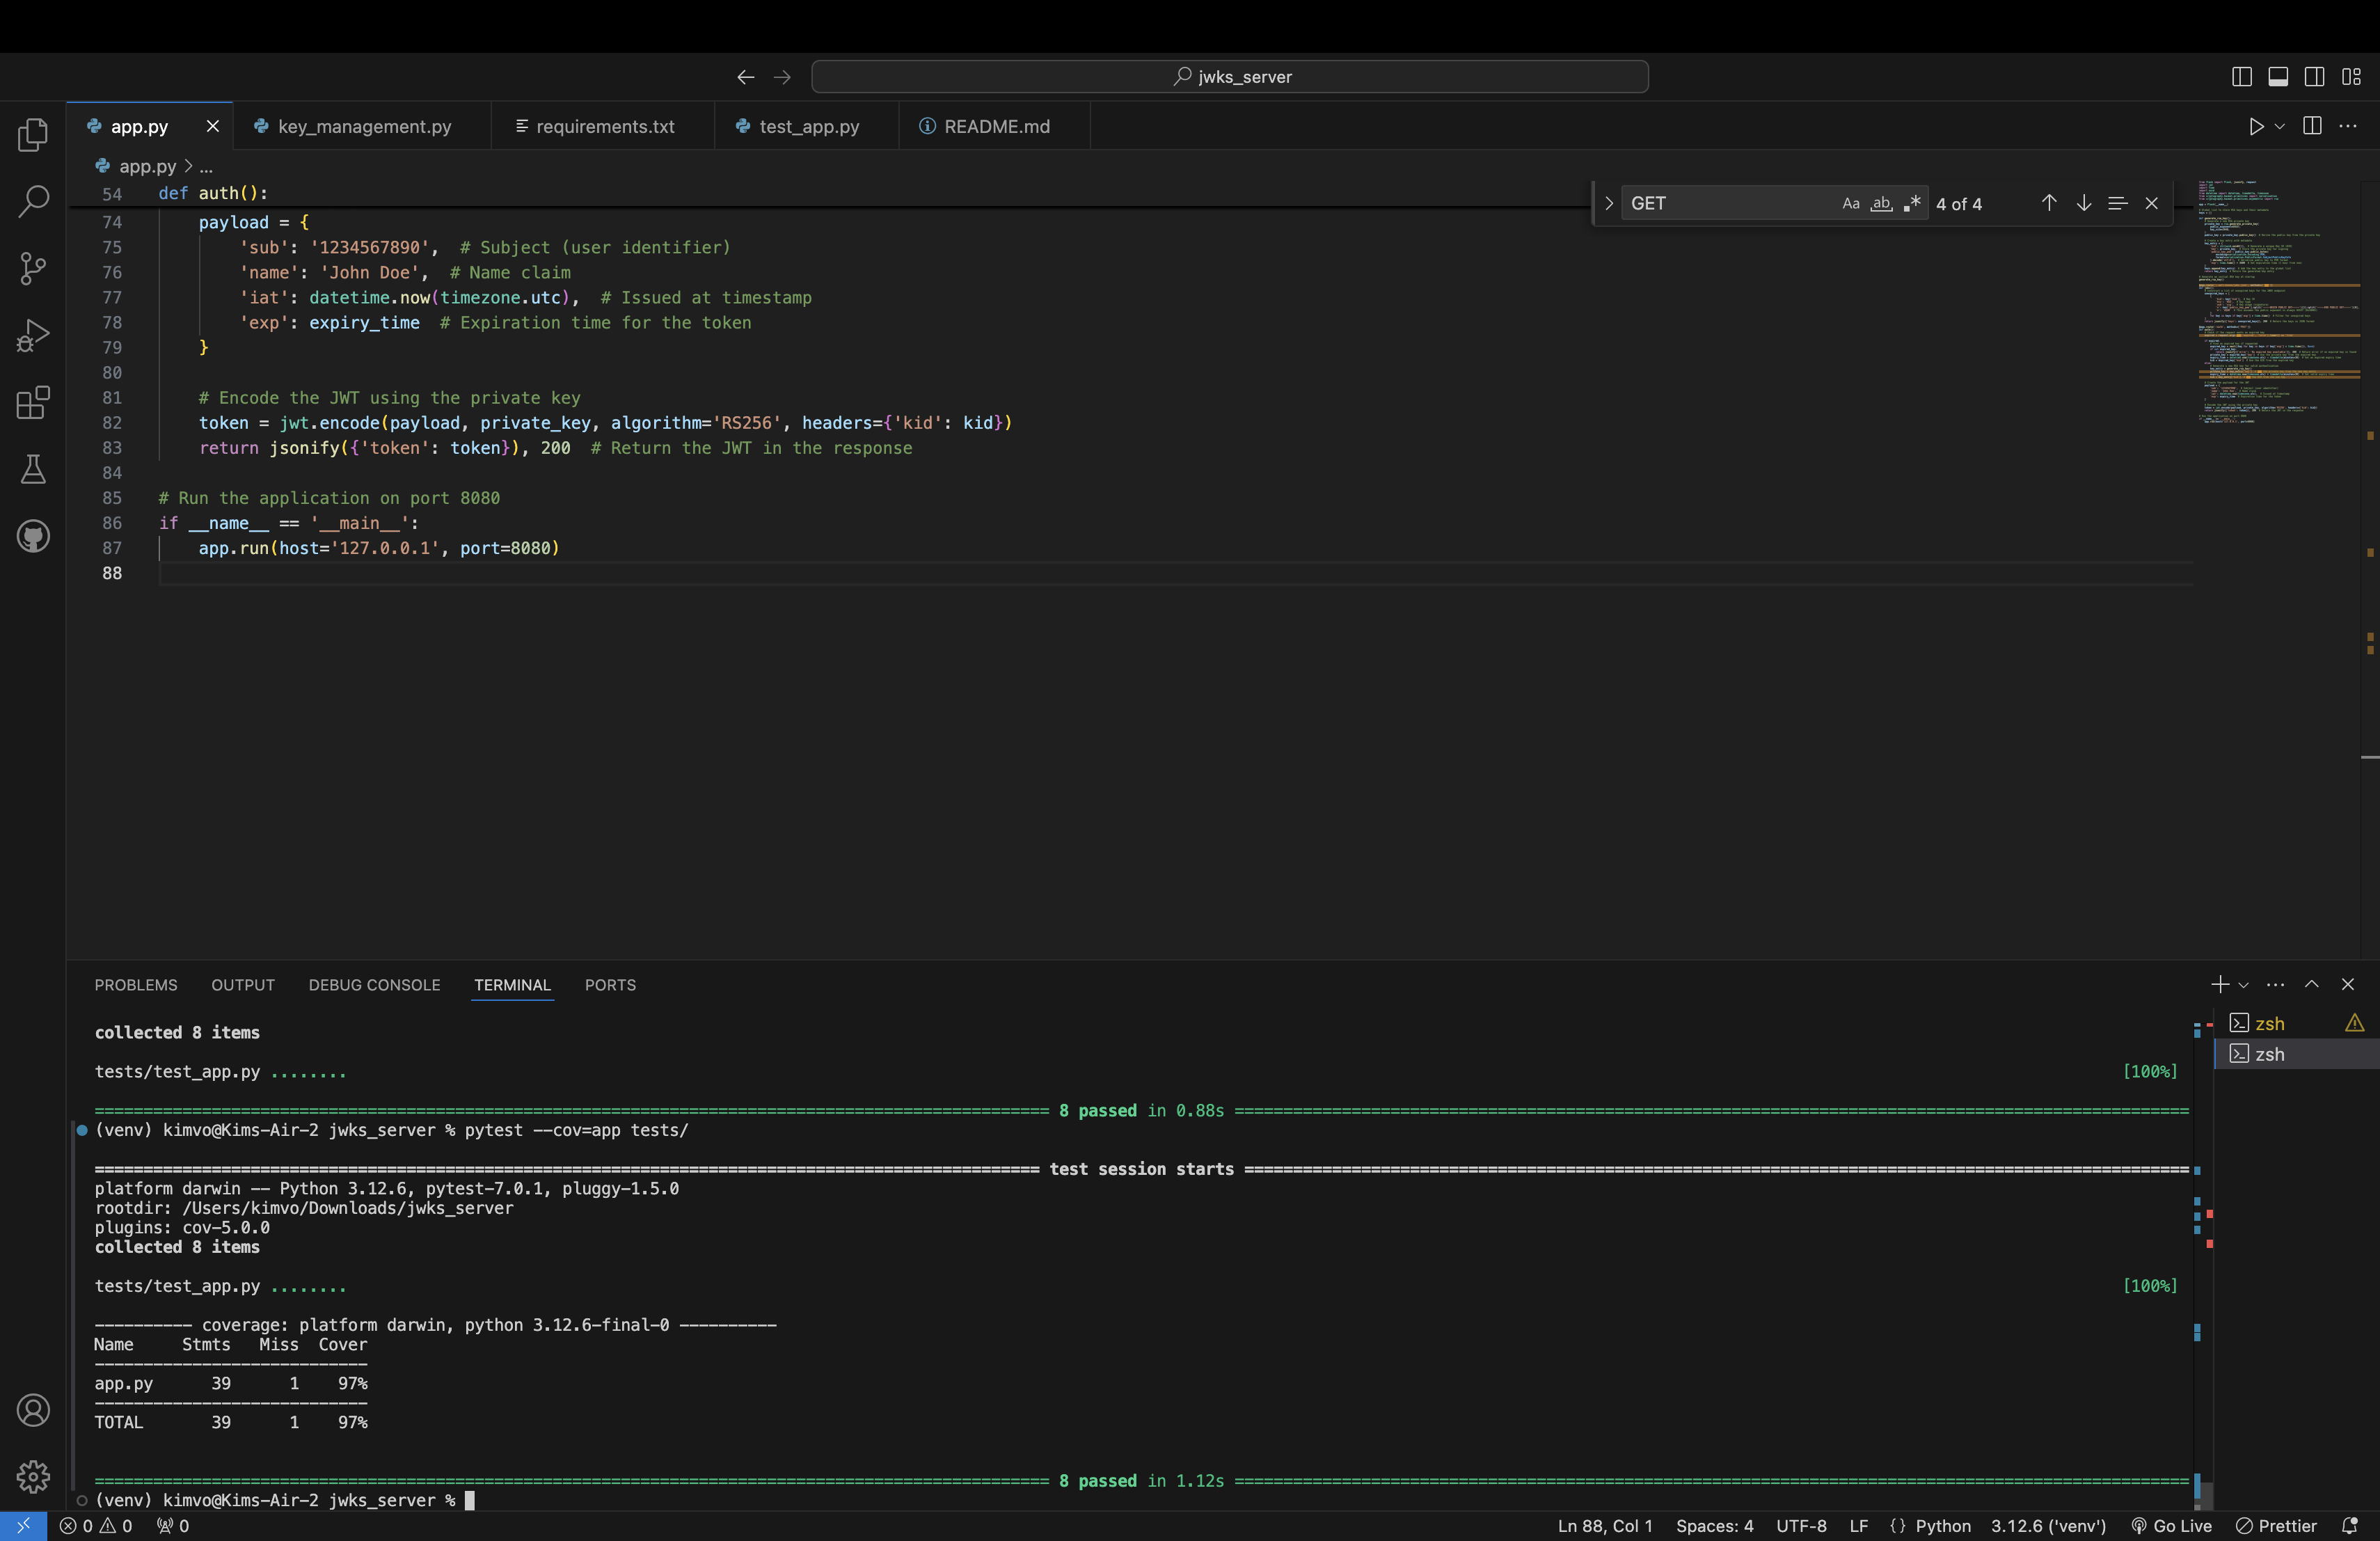 jwks_server
app.py
key_management.py
requirements.txt
test_app.py
README.md
app.py > ...
GET
Aa
ab
4 of 4
54 def auth():
74 payload = {
75 'sub': '1234567890',  # Subject (user identifier)
76 'name': 'John Doe',  # Name claim
77 'iat': datetime.now(timezone.utc),  # Issued at timestamp
78 'exp': expiry_time  # Expiration time for the token
79 }
80
81 # Encode the JWT using the private key
82 token = jwt.encode(payload, private_key, algorithm='RS256', headers={'kid': kid})
83 return jsonify({'token': token}), 200  # Return the JWT in the response
84
85 # Run the application on port 8080
86 if __name__ == '__main__':
87 app.run(host='127.0.0.1', port=8080)
88
PROBLEMS OUTPUT DEBUG CONSOLE TERMINAL PORTS
zsh
zsh
collected 8 items
tests/test_app.py ........ [100%]
8 passed in 0.88s
(venv) kimvo@Kims-Air-2 jwks_server % pytest --cov=app tests/
test session starts
platform darwin -- Python 3.12.6, pytest-7.0.1, pluggy-1.5.0
rootdir: /Users/kimvo/Downloads/jwks_server
plugins: cov-5.0.0
collected 8 items
tests/test_app.py ........ [100%]
---------- coverage: platform darwin, python 3.12.6-final-0 ----------
Name Stmts Miss Cover
app.py 39 1 97%
TOTAL 39 1 97%
8 passed in 1.12s
(venv) kimvo@Kims-Air-2 jwks_server %
0 0 0 Ln 88, Col 1 Spaces: 4 UTF-8 LF {} Python 3.12.6 ('venv') Go Live Prettier